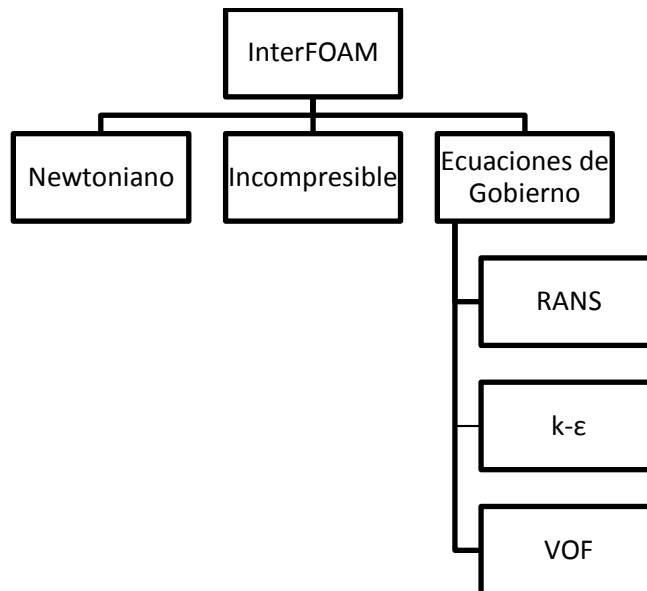 InterFOAM
Newtoniano
Incompresible
Ecuaciones de
Gobierno
RANS
k-ε
VOF